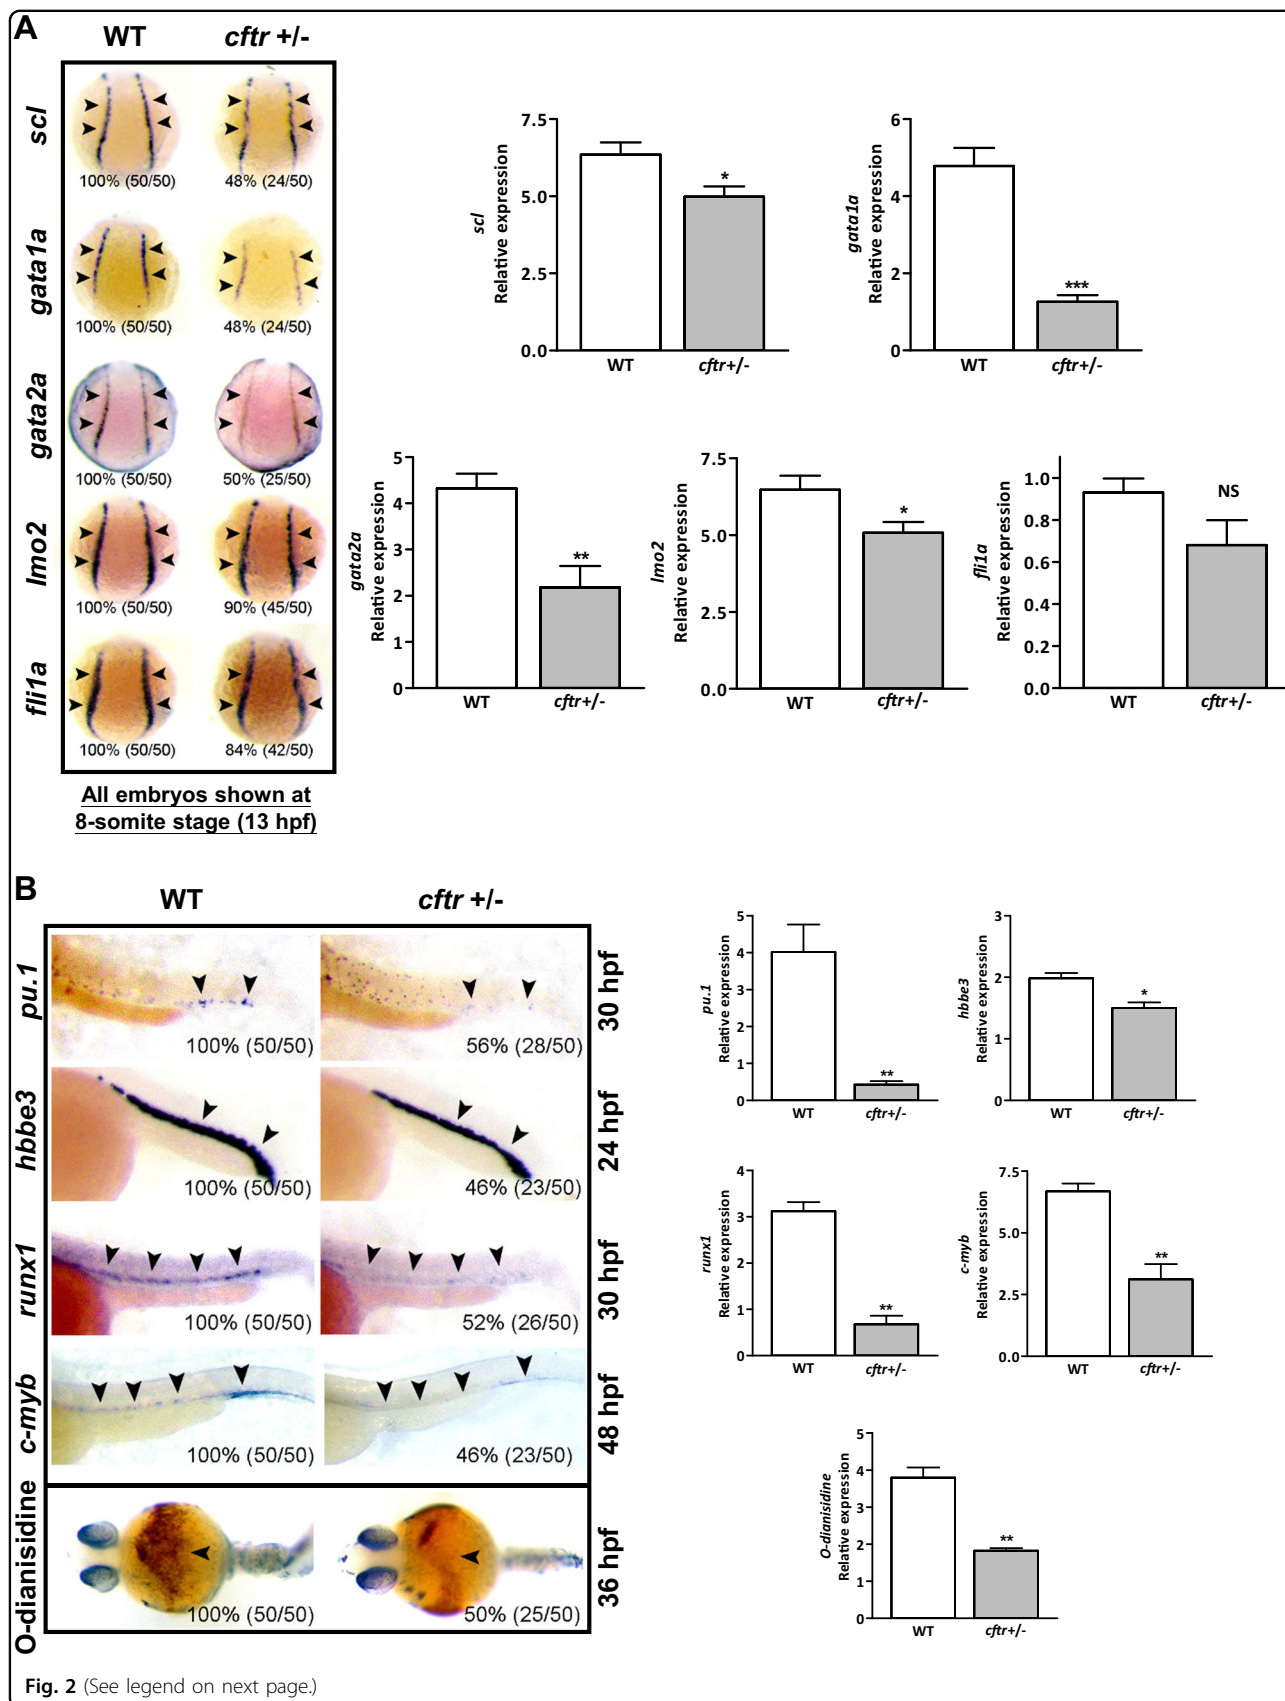 A
WT
cftr +/-
scl
100% (50/50)
48% (24/50)
gata1a
100% (50/50)
48% (24/50)
gata2a
100% (50/50)
50% (25/50)
lmo2
100% (50/50)
90% (45/50)
fli1a
100% (50/50)
84% (42/50)
All embryos shown at
8-somite stage (13 hpf)
scl
Relative expression
7.5
5.0
2.5
0.0
*
WT
cftr+/-
gata1a
Relative expression
6
4
2
0
***
WT
cftr+/-
gata2a
Relative expression
5
4
3
2
1
0
**
WT
cftr+/-
lmo2
Relative expression
7.5
5.0
2.5
0.0
*
WT
cftr+/-
fli1a
Relative expression
1.0
0.8
0.6
0.4
0.2
0.0
NS
WT
cftr+/-
B
WT
cftr +/-
pu.1
100% (50/50)
56% (28/50)
30 hpf
hbbe3
100% (50/50)
46% (23/50)
24 hpf
runx1
100% (50/50)
52% (26/50)
30 hpf
c-myb
100% (50/50)
46% (23/50)
48 hpf
O-dianisidine
100% (50/50)
50% (25/50)
36 hpf
pu.1
Relative expression
5
4
3
2
1
0
**
WT
cftr+/-
hbbe3
Relative expression
3
2
1
0
*
WT
cftr+/-
runx1
Relative expression
4
3
2
1
0
**
WT
cftr+/-
c-myb
Relative expression
7.5
5.0
2.5
0.0
**
WT
cftr+/-
O-dianisidine
Relative expression
5
4
3
2
1
0
**
WT
cftr+/-
Fig. 2 (See legend on next page.)